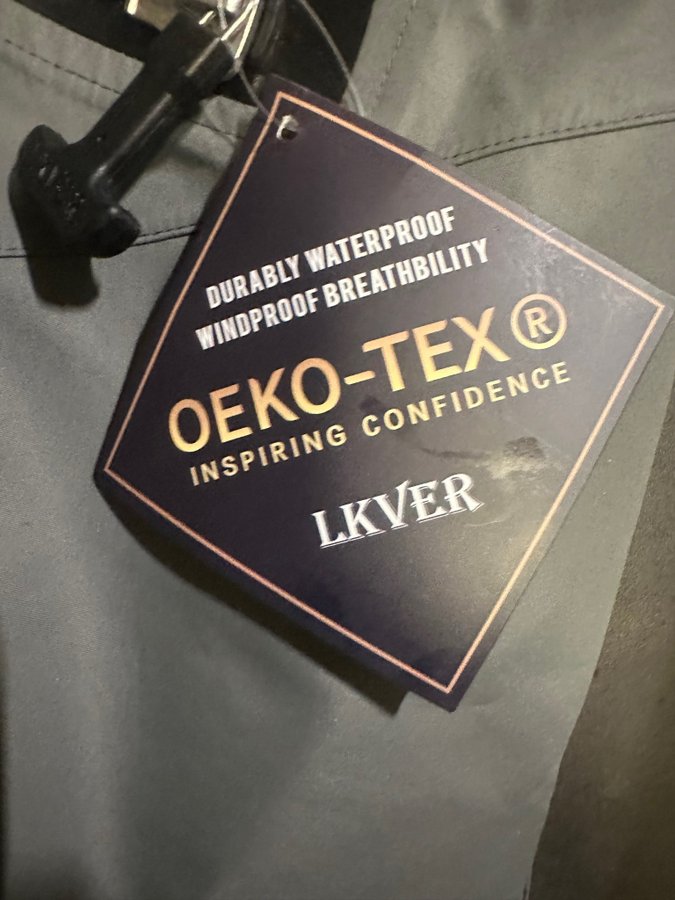 DURABLY WATERPROOF
WINDPROOF BREATHBILITY
OEKO-TEX®
INSPIRING CONFIDENCE
LKVER